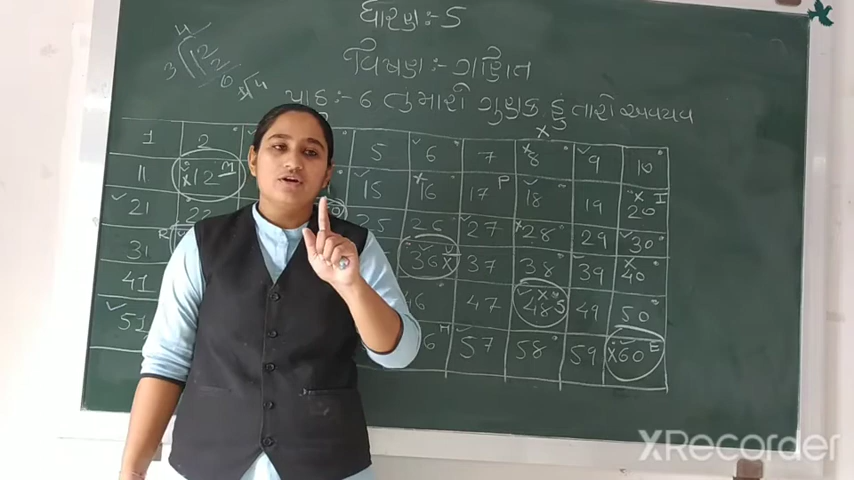 ધોરણ :- 5
વિષય :- ગણિત
પાઠ :- 6 તુમારો ગુણક હું તારો અવયવ
1 2 5 6 7 8 9 10
11 12 M 15 16 17 P 18 19 20 I
21 22 25 26 27 28 29 30
31 R 36 37 38 39 40
41 46 47 48 S 49 50
51 6 M 57 58 59 60 E
XRecorder